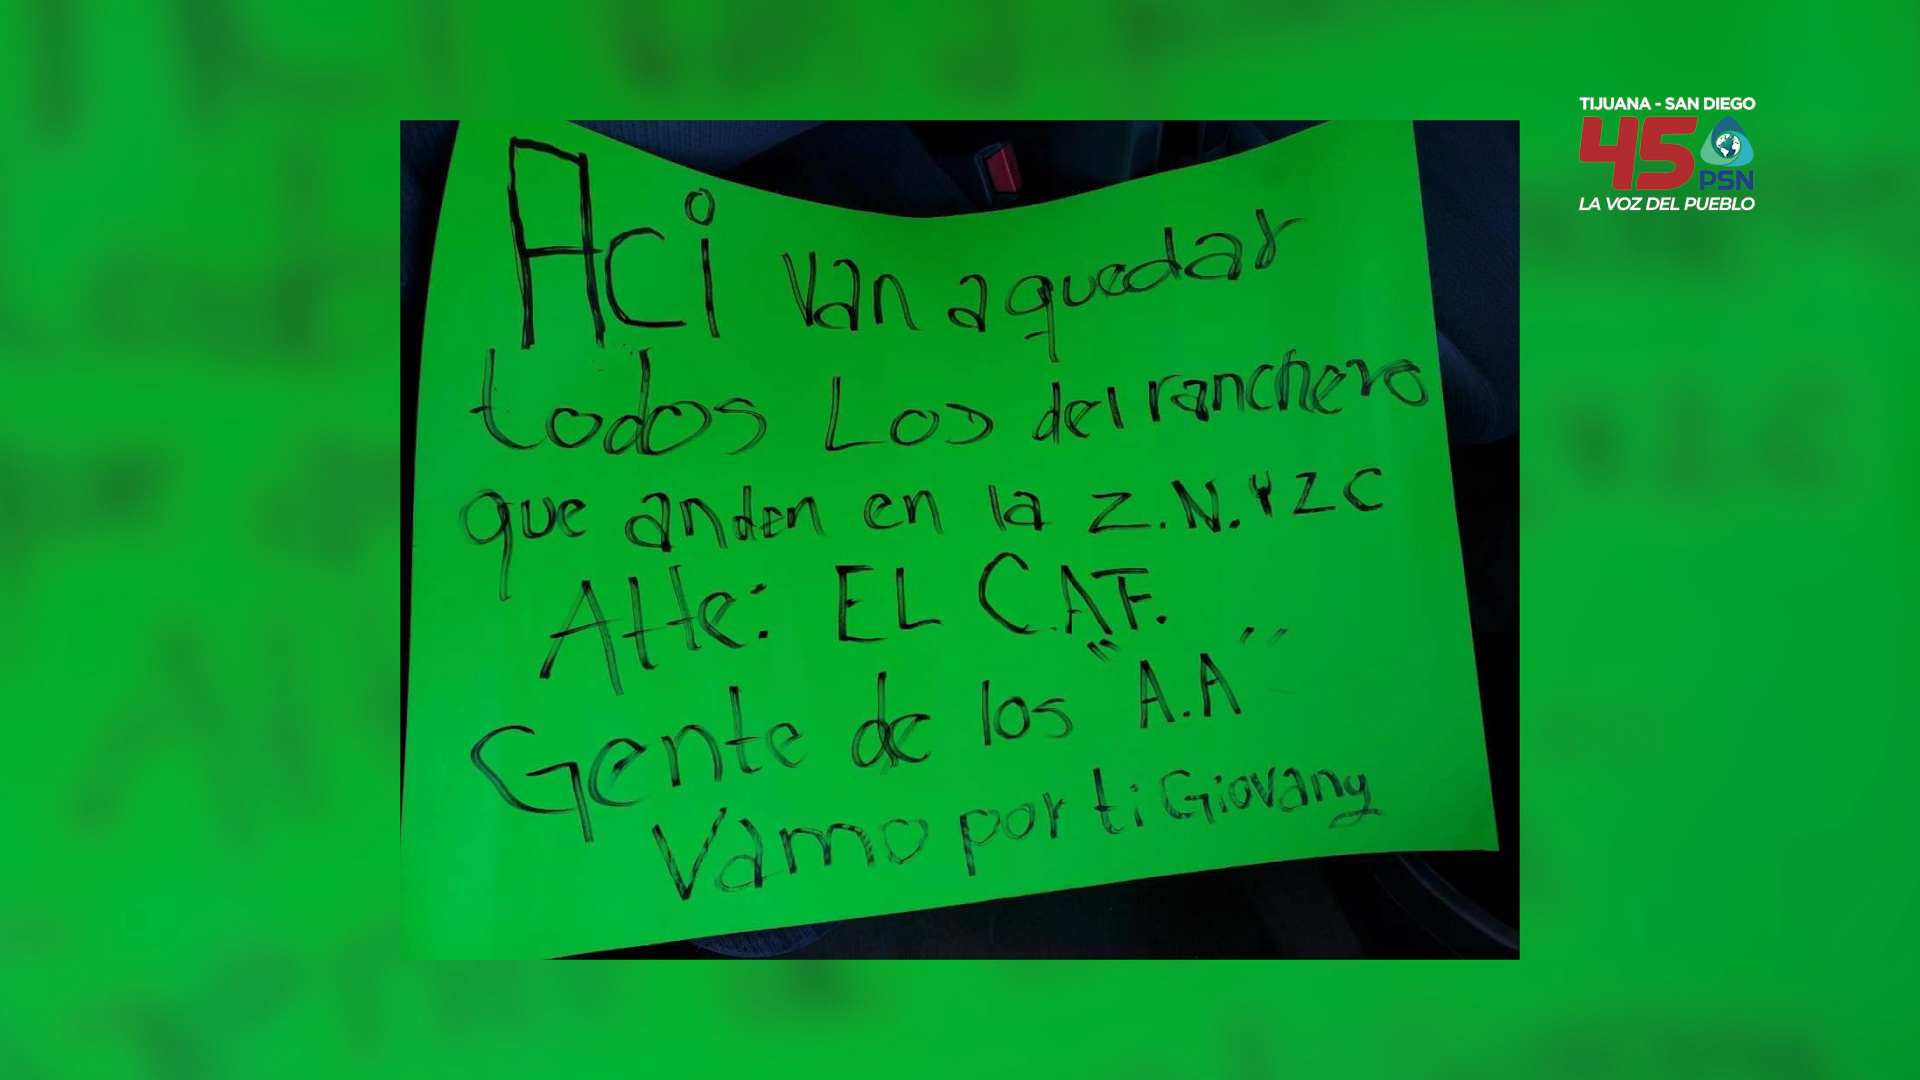 TIJUANA - SAN DIEGO
45 PSN
LA VOZ DEL PUEBLO
Aci van a quedar
todos Los del ranchero
que anden en la Z.N. Y ZC
Atte: EL C.A.F.
Gente de los "A.A"
Vamo por ti Giovany